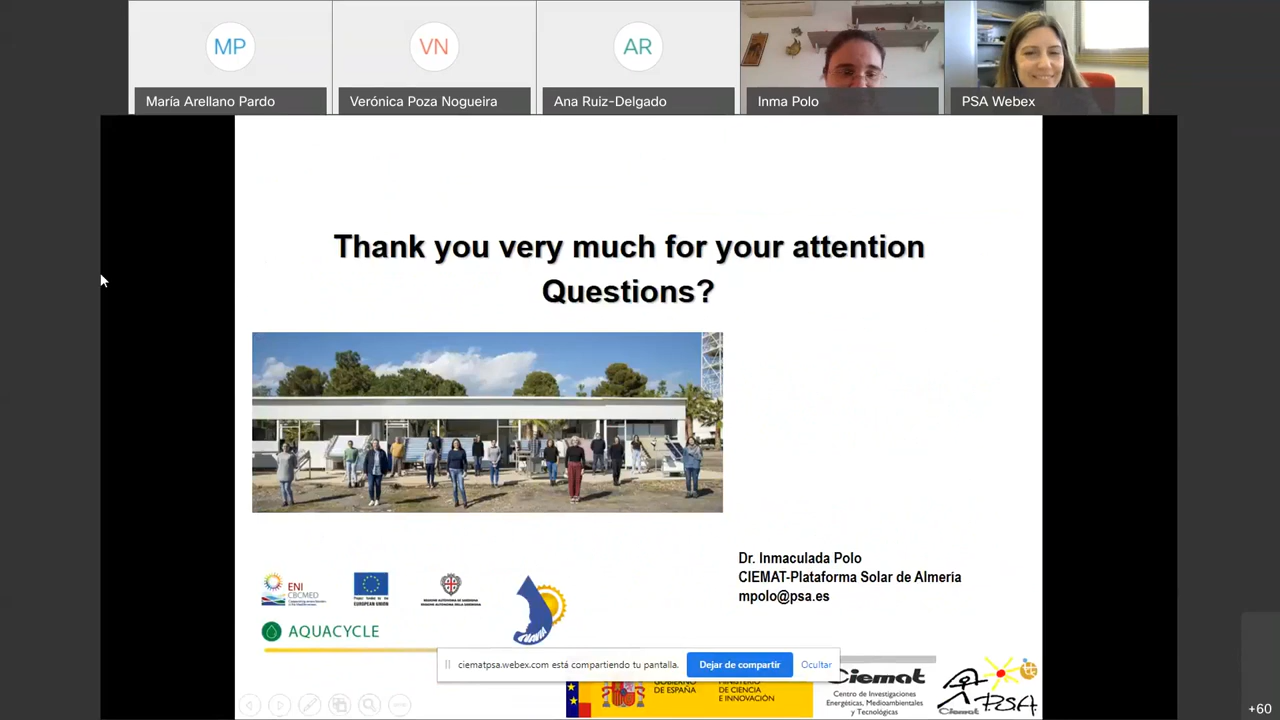 MP
VN
AR
María Arellano Pardo
Verónica Poza Nogueira
Ana Ruiz-Delgado
Inma Polo
PSA Webex
Thank you very much for your attention
Questions?
Dr. Inmaculada Polo
CIEMAT-Plataforma Solar de Almería
mpolo@psa.es
ENI
CBCMED
EUROPEAN UNION
AQUACYCLE
ciematpsa.webex.com está compartiendo tu pantalla.
Dejar de compartir
Ocultar
GOBIERNO
DE ESPAÑA
MINISTERIO
DE CIENCIA
E INNOVACIÓN
Ciemat
Centro de Investigaciones
Energéticas, Medioambientales
y Tecnológicas
Ciemat
PSA
+60